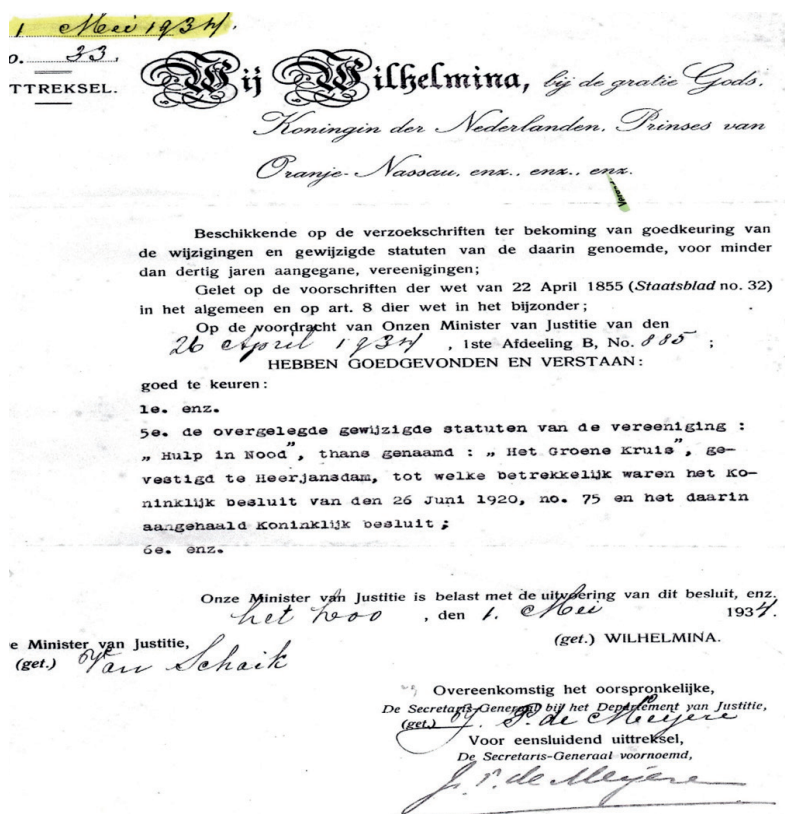 1 Mei 1934.
o. 33.
TTREKSEL.
Wij Wilhelmina, bij de gratie Gods,
Koningin der Nederlanden, Prinses van
Oranje-Nassau, enz., enz., enz.
Beschikkende op de verzoekschriften ter bekoming van goedkeuring van
de wijzigingen en gewijzigde statuten van de daarin genoemde, voor minder
dan dertig jaren aangegane, vereenigingen;
Gelet op de voorschriften der wet van 22 April 1855 (Staatsblad no. 32)
in het algemeen en op art. 8 dier wet in het bijzonder;
Op de voordracht van Onzen Minister van Justitie van den
26 April 1934, 1ste Afdeeling B, No. 885;
HEBBEN GOEDGEVONDEN EN VERSTAAN:
goed te keuren:
1e. enz.
5e. de overgelegde gewijzigde statuten van de vereeniging :
„ Hulp in Nood", thans genaamd : „ Het Groene Kruis", ge-
vestigd te Heerjansdam, tot welke betrekkelijk waren het Ko-
ninklijk besluit van den 26 Juni 1920, no. 75 en het daarin
aangehaald Koninklijk besluit ;
6e. enz.
Onze Minister van Justitie is belast met de uitvoering van dit besluit, enz.
het Loo, den 1. Mei 1934.
e Minister van Justitie,
(get.) WILHELMINA.
(get.) Van Schaik
Overeenkomstig het oorspronkelijke,
De Secretaris-Generaal bij het Departement van Justitie,
(get.) J. P. de Meijere
Voor eensluidend uittreksel,
De Secretaris-Generaal voornoemd,
J. P. de Meijere